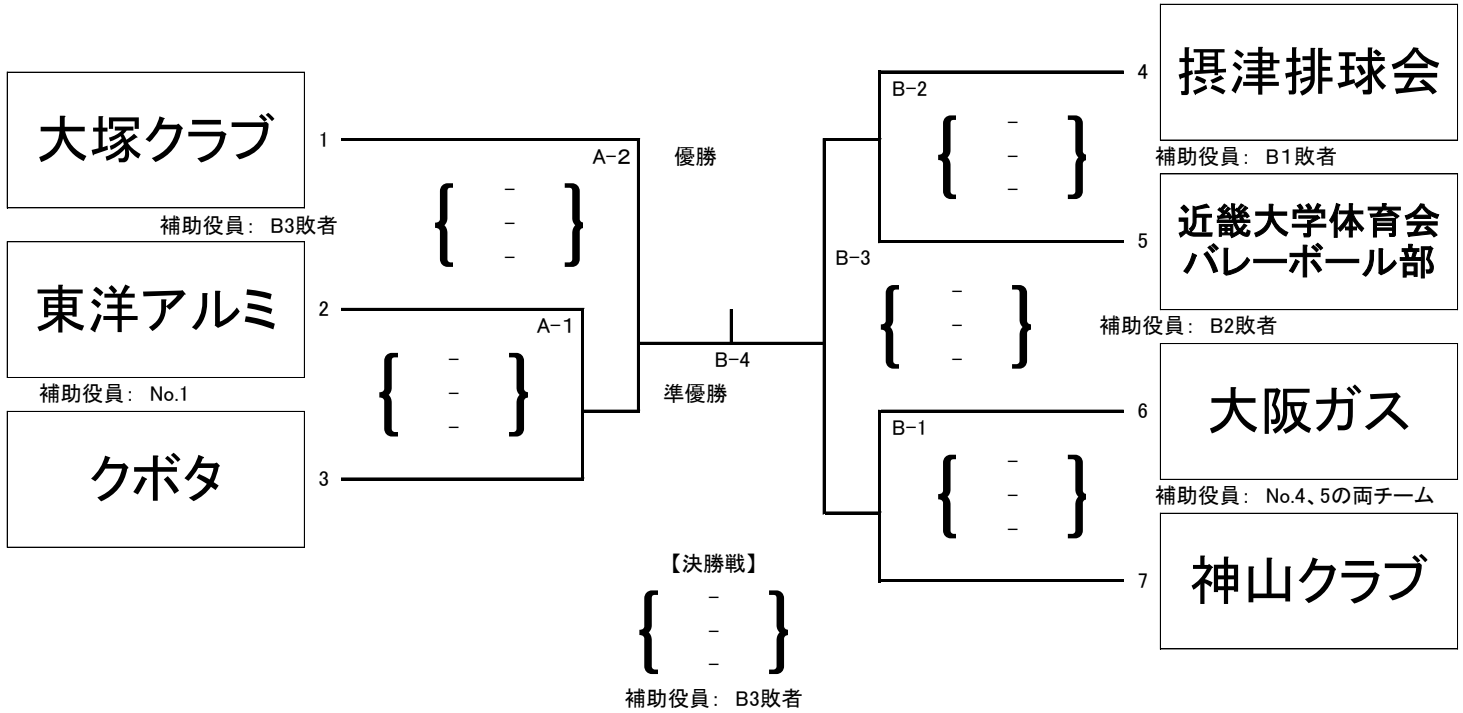 大塚クラブ
1
補助役員: B3敗者
A-2
{ - }
-
-
東洋アルミ
2
補助役員: No.1
A-1
{ - }
-
-
クボタ
3
優勝
B-4
準優勝
【決勝戦】
{ - }
-
-
補助役員: B3敗者
4
摂津排球会
B-2
{ - }
-
-
補助役員: B1敗者
5
近畿大学体育会
バレーボール部
B-3
{ - }
-
-
補助役員: B2敗者
6
大阪ガス
B-1
{ - }
-
-
補助役員: No.4、5の両チーム
7
神山クラブ